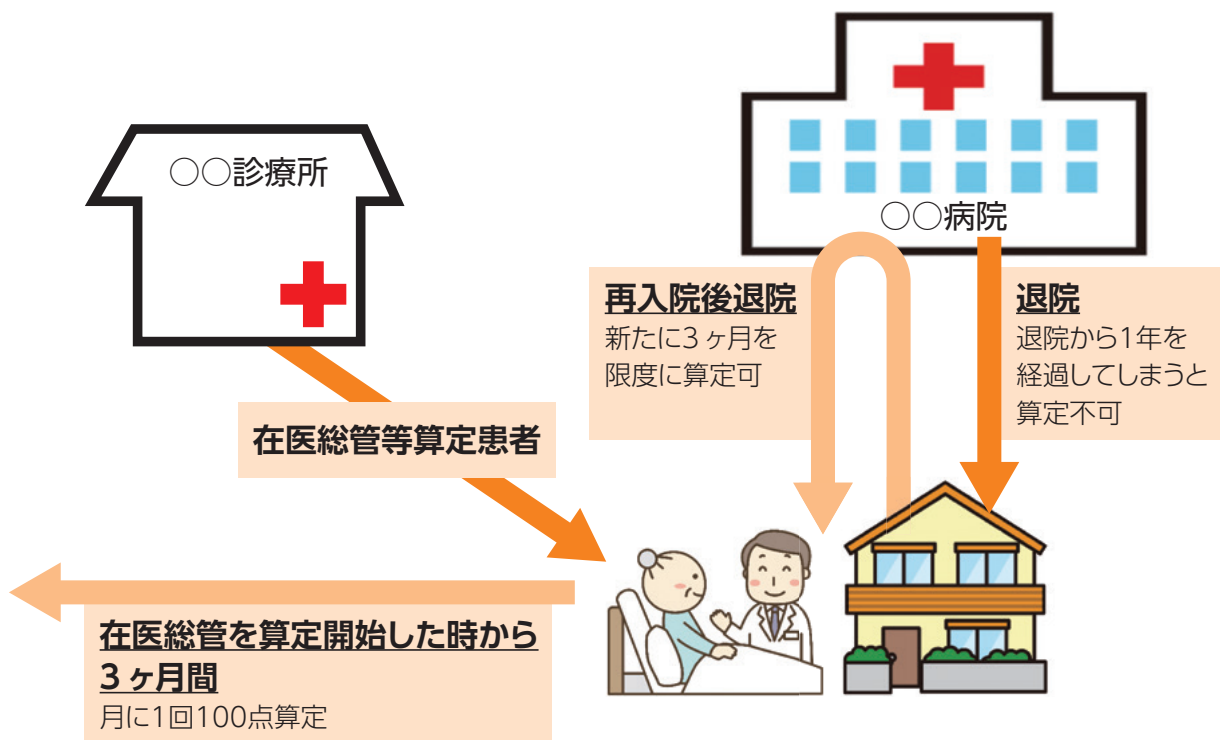 ○○診療所
○○病院
再入院後退院
新たに3ヶ月を
限度に算定可
退院
退院から1年を
経過してしまうと
算定不可
在医総管等算定患者
在医総管を算定開始した時から
3ヶ月間
月に1回100点算定